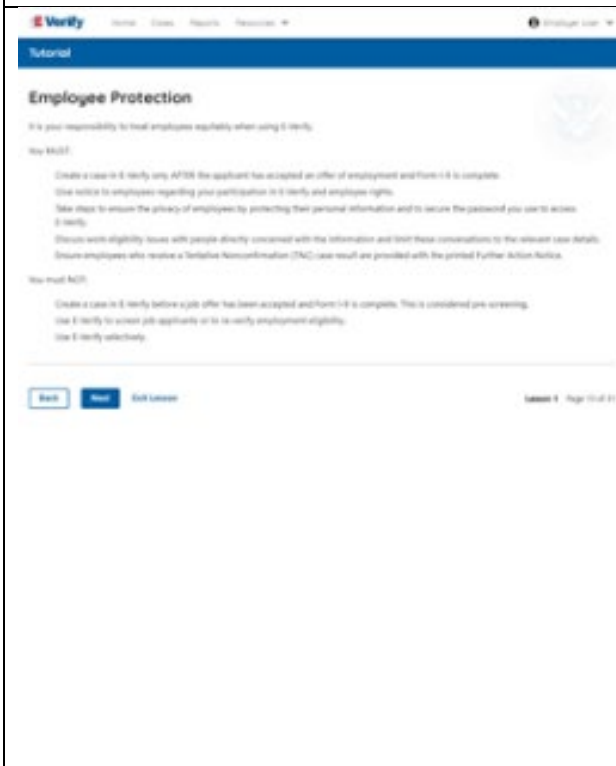 E-Verify Home Cases Reports Resources Employer User
Tutorial
Employee Protection
It is your responsibility to treat employees equitably when using E-Verify.
You MUST:
Create a case in E-Verify only AFTER the applicant has accepted an offer of employment and Form I-9 is complete.
Give notice to employees regarding your participation in E-Verify and employee rights.
Take steps to ensure the privacy of employees by protecting their personal information and to secure the password you use to access
E-Verify.
Discuss work eligibility issues with people directly concerned with the information and limit these conversations to the relevant case details.
Ensure employees who receive a Tentative Nonconfirmation (TNC) case result are provided with the printed Further Action Notice.
You must NOT:
Create a case in E-Verify before a job offer has been accepted and Form I-9 is complete. This is considered pre-screening.
Use E-Verify to screen job applicants or to re-verify employment eligibility.
Use E-Verify selectively.
Back Next Exit Lesson Lesson 1 Page of